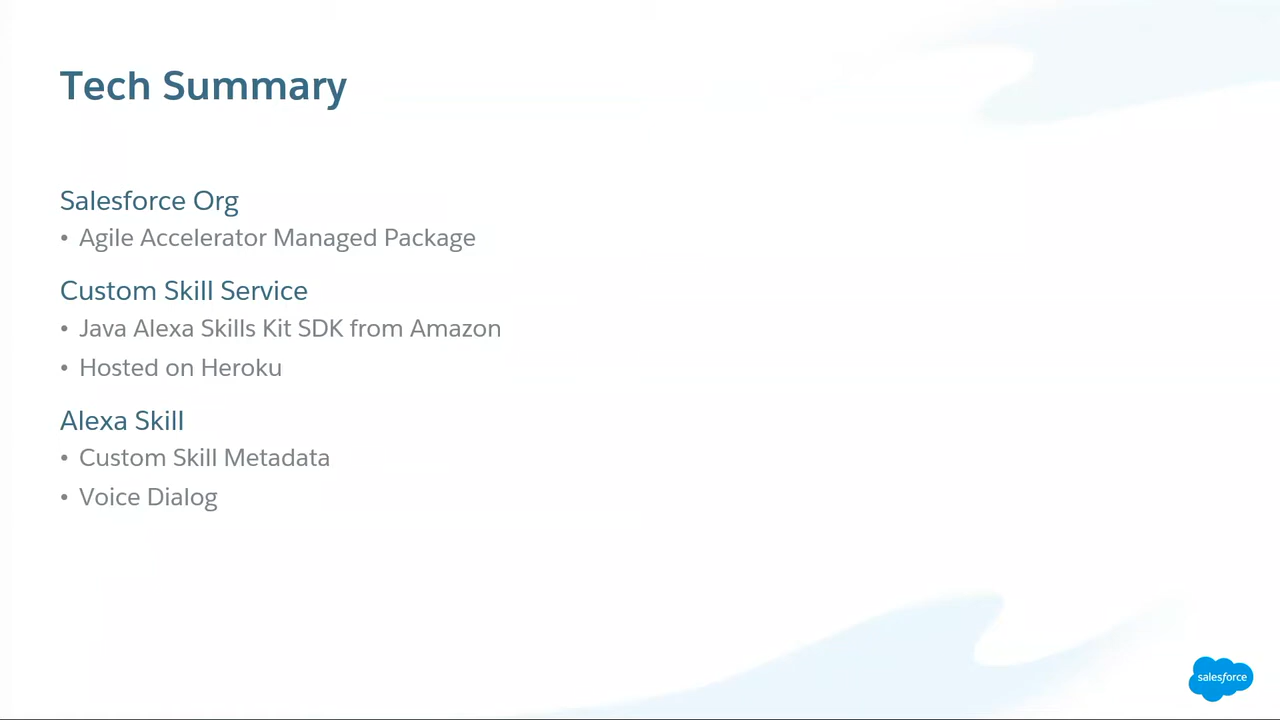 Tech Summary
Salesforce Org
• Agile Accelerator Managed Package
Custom Skill Service
• Java Alexa Skills Kit SDK from Amazon
• Hosted on Heroku
Alexa Skill
• Custom Skill Metadata
• Voice Dialog
salesforce